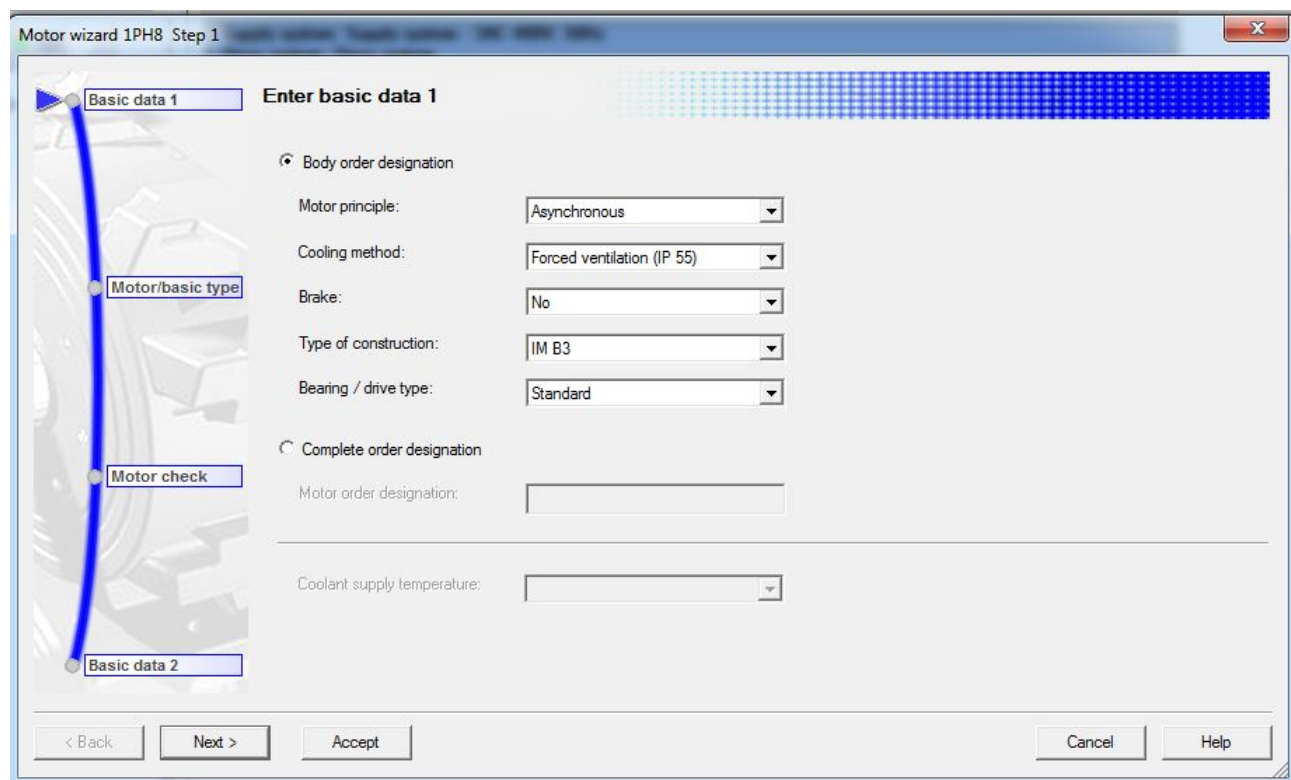 Motor wizard 1PH8 Step 1
Basic data 1
Enter basic data 1
Body order designation
Motor principle: Asynchronous
Cooling method: Forced ventilation (IP 55)
Motor/basic type
Brake: No
Type of construction: IM B3
Bearing / drive type: Standard
Complete order designation
Motor check
Motor order designation:
Coolant supply temperature:
Basic data 2
< Back Next > Accept Cancel Help